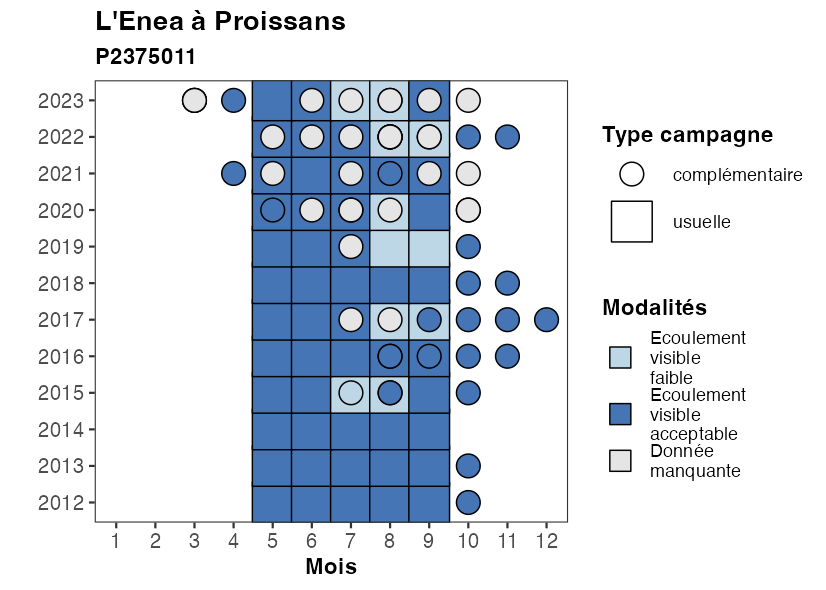 L'Enea à Proissans
P2375011
2023
2022
2021
2020
2019
2018
2017
2016
2015
2014
2013
2012
1 2 3 4 5 6 7 8 9 10 11 12
Mois
Type campagne
complémentaire
usuelle
Modalités
Ecoulement
visible
faible
Ecoulement
visible
acceptable
Donnée
manquante